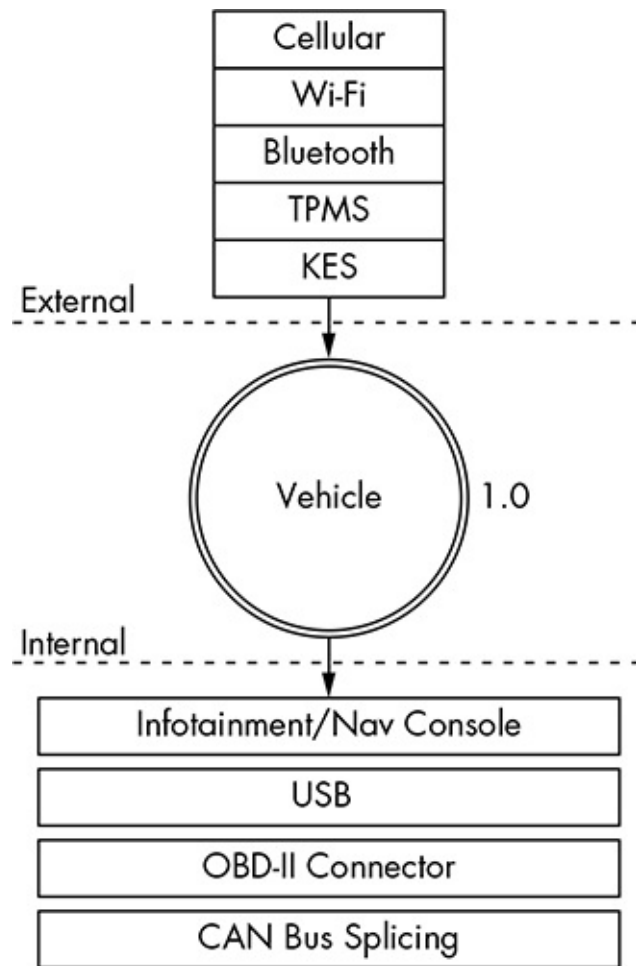 Cellular
Wi-Fi
Bluetooth
TPMS
KES
External
Vehicle 1.0
Internal
Infotainment/Nav Console
USB
OBD-II Connector
CAN Bus Splicing